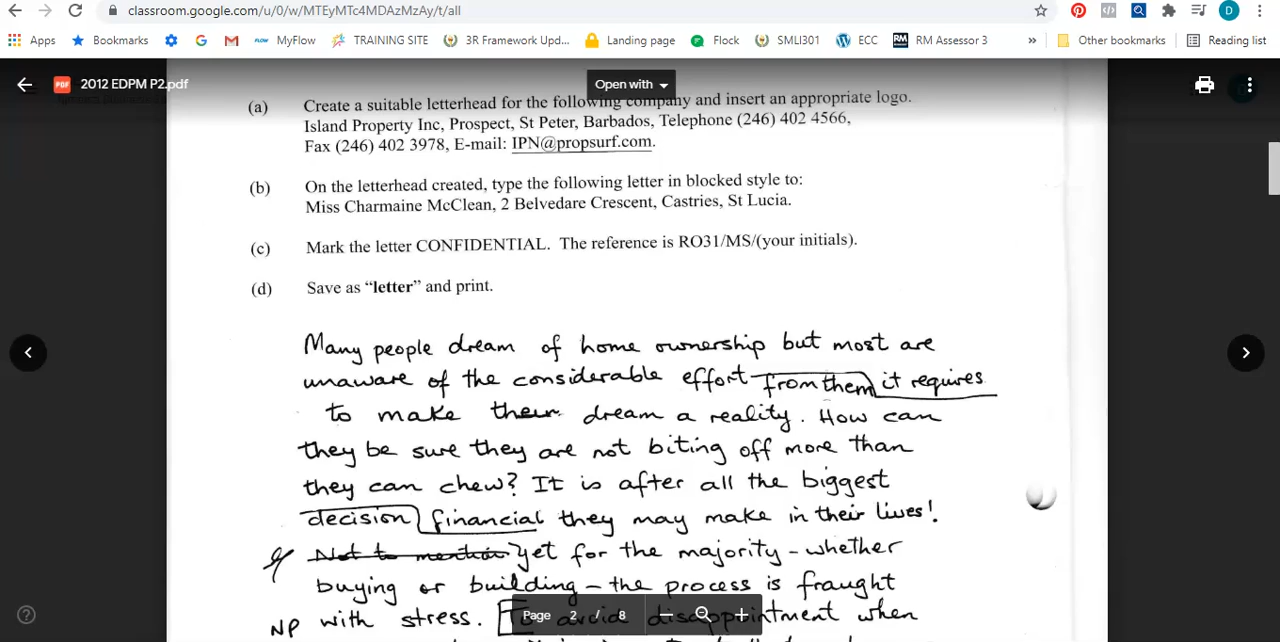 classroom.google.com/u/0/w/MTEyMTc4MDAzMzAy/t/all
D
Apps Bookmarks MyFlow TRAINING SITE 3R Framework Upd... Landing page Flock SMLI301 ECC RM Assessor 3 » Other bookmarks Reading list
2012 EDPM P2.pdf
Open with
(a) Create a suitable letterhead for the following company and insert an appropriate logo.
Island Property Inc, Prospect, St Peter, Barbados, Telephone (246) 402 4566,
Fax (246) 402 3978, E-mail: IPN@propsurf.com.
(b) On the letterhead created, type the following letter in blocked style to:
Miss Charmaine McClean, 2 Belvedare Crescent, Castries, St Lucia.
(c) Mark the letter CONFIDENTIAL. The reference is RO31/MS/(your initials).
(d) Save as “letter” and print.
Many people dream of home ownership but most are
unaware of the considerable effort from them it requires
to make their dream a reality. How can
they be sure they are not biting off more than
they can chew? It is after all the biggest
decision financial they may make in their lives!
Not to mention Yet for the majority - whether
buying or building - the process is fraught
NP with stress. To avoid disappointment when
Page 2 / 8